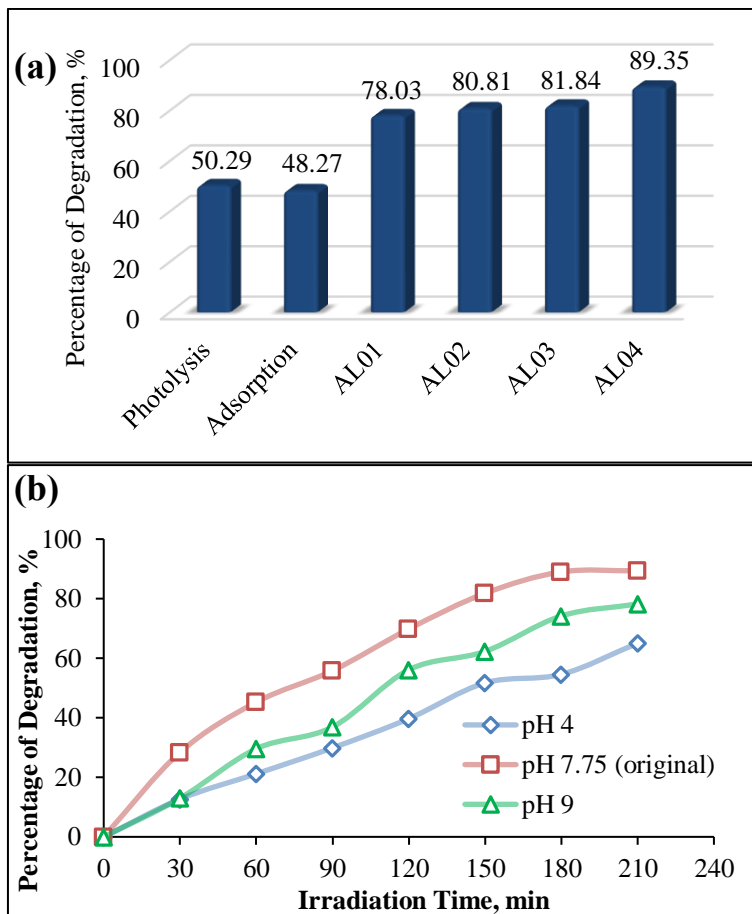 (a)
Percentage of Degradation, %
100
80
60
40
20
0
50.29
48.27
78.03
80.81
81.84
89.35
Photolysis
Adsorption
AL01
AL02
AL03
AL04
(b)
Percentage of Degradation, %
100
80
60
40
20
0
pH 4
pH 7.75 (original)
pH 9
0 30 60 90 120 150 180 210 240
Irradiation Time, min